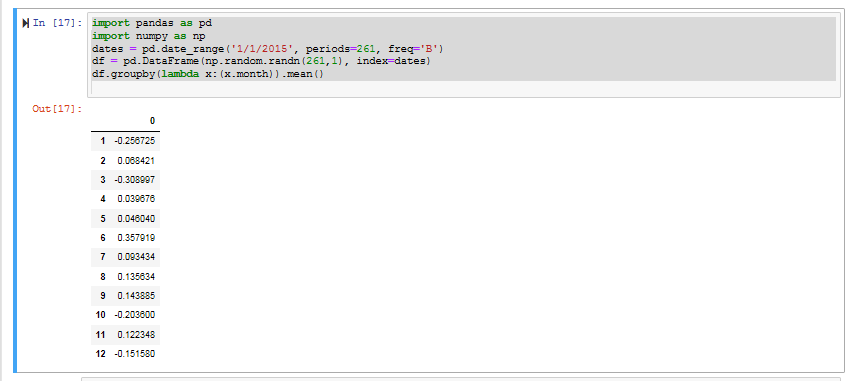 In [17]: import pandas as pd
import numpy as np
dates = pd.date_range('1/1/2015', periods=261, freq='B')
df = pd.DataFrame(np.random.randn(261,1), index=dates)
df.groupby(lambda x:(x.month)).mean()
Out[17]:
0
1 -0.256725
2 0.068421
3 -0.308997
4 0.039676
5 0.046040
6 0.357919
7 0.093434
8 0.135634
9 0.143885
10 -0.203600
11 0.122348
12 -0.151580